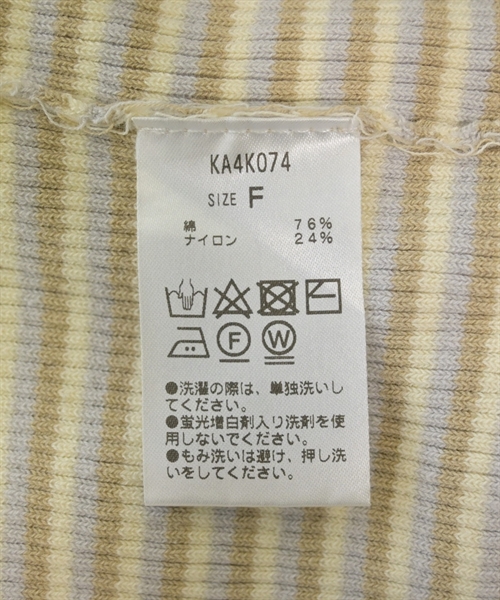 KA4K074
SIZE F
綿 76%
ナイロン 24%
F W
●洗濯の際は、単独洗いし
てください。
●蛍光増白剤入り洗剤を使
用しないでください。
●もみ洗いは避け、押し洗
いをしてください。